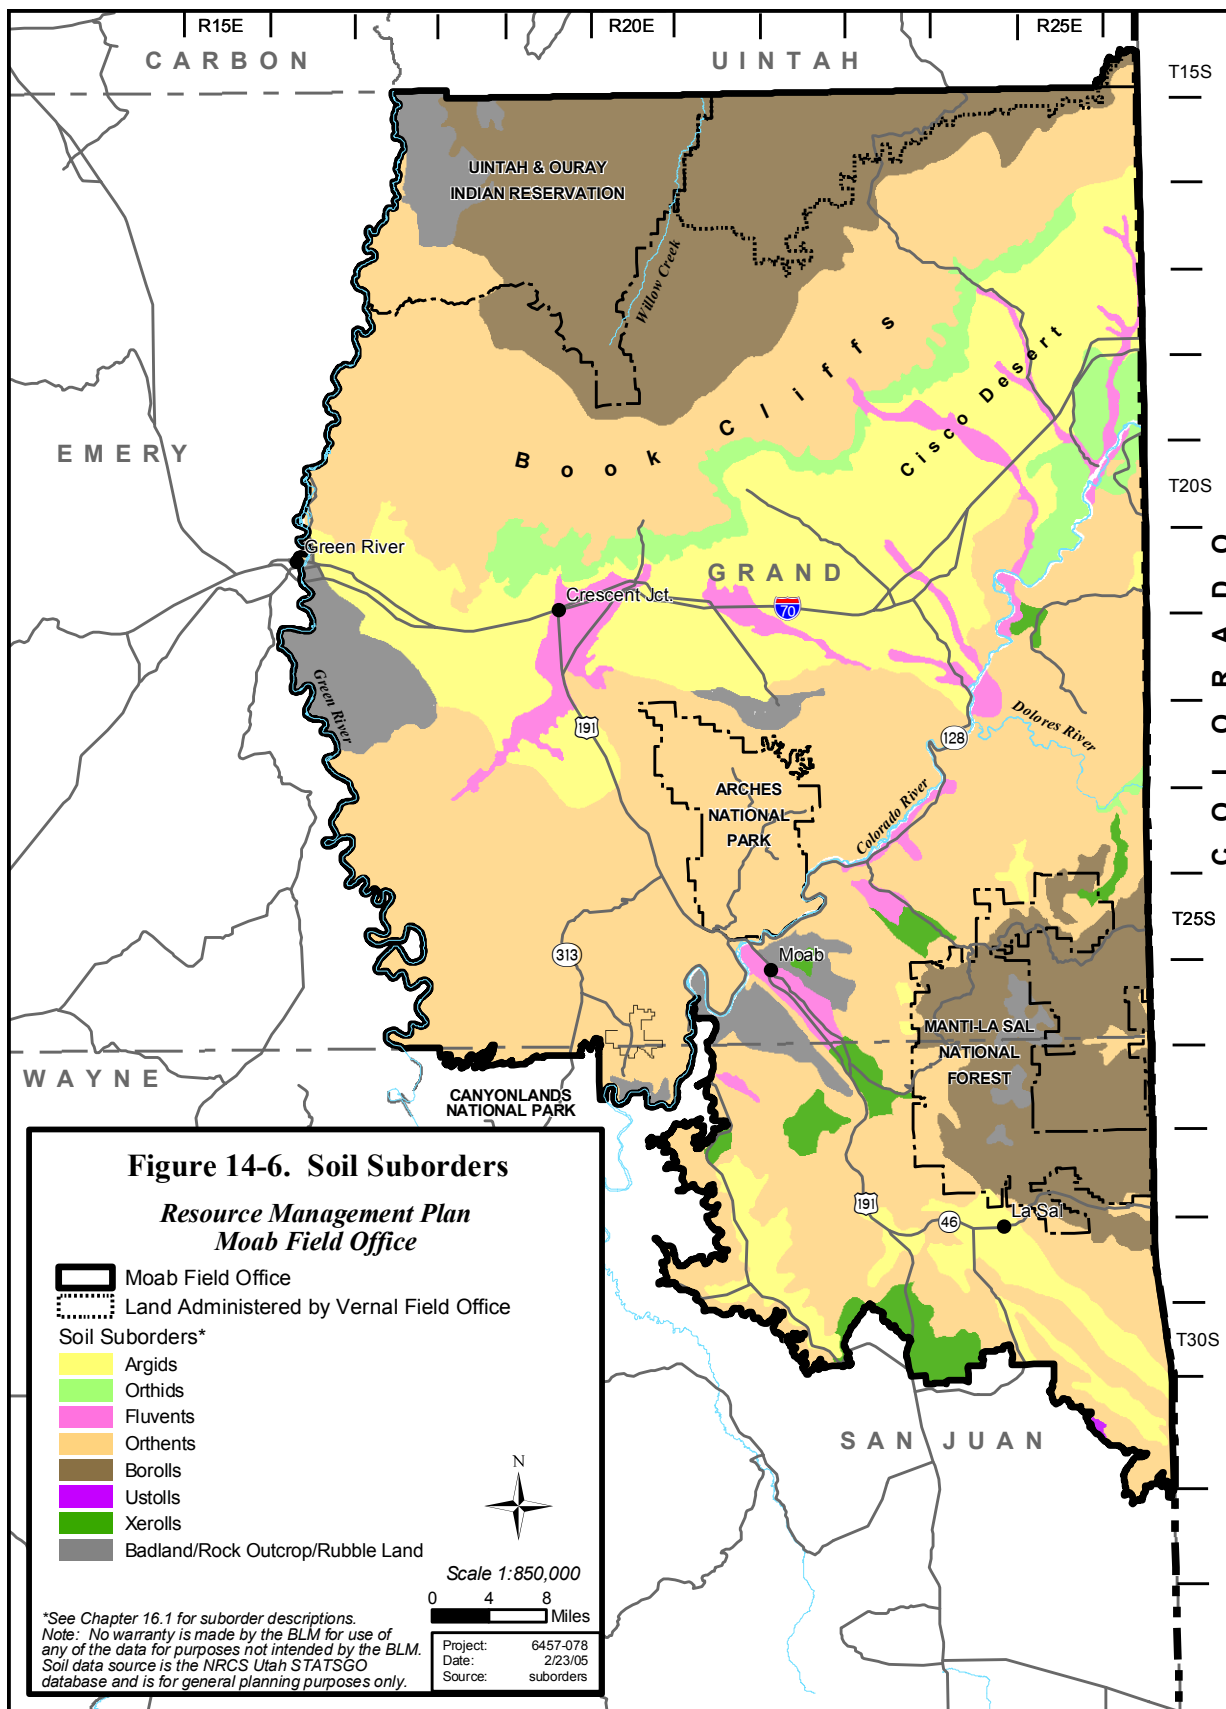 R15E
R20E
R25E
CARBON
UINTAH
T15S
UINTAH & OURAY
INDIAN RESERVATION
Willow Creek
Book Cliffs
Cisco Desert
EMERY
T20S
Green River
GRAND
Crescent Jct.
70
COLORADO
Green River
191
Dolores River
128
ARCHES
NATIONAL
PARK
Colorado River
T25S
313
Moab
MANTI-LA SAL
NATIONAL
FOREST
WAYNE
CANYONLANDS
NATIONAL PARK
191
46
La Sal
T30S
SAN JUAN
Figure 14-6. Soil Suborders
Resource Management Plan
Moab Field Office
Moab Field Office
Land Administered by Vernal Field Office
Soil Suborders*
Argids
Orthids
Fluvents
Orthents
Borolls
Ustolls
Xerolls
Badland/Rock Outcrop/Rubble Land
N
Scale 1:850,000
0 4 8
Miles
*See Chapter 16.1 for suborder descriptions.
Note: No warranty is made by the BLM for use of
any of the data for purposes not intended by the BLM.
Soil data source is the NRCS Utah STATSGO
database and is for general planning purposes only.
Project: 6457-078
Date: 2/23/05
Source: suborders